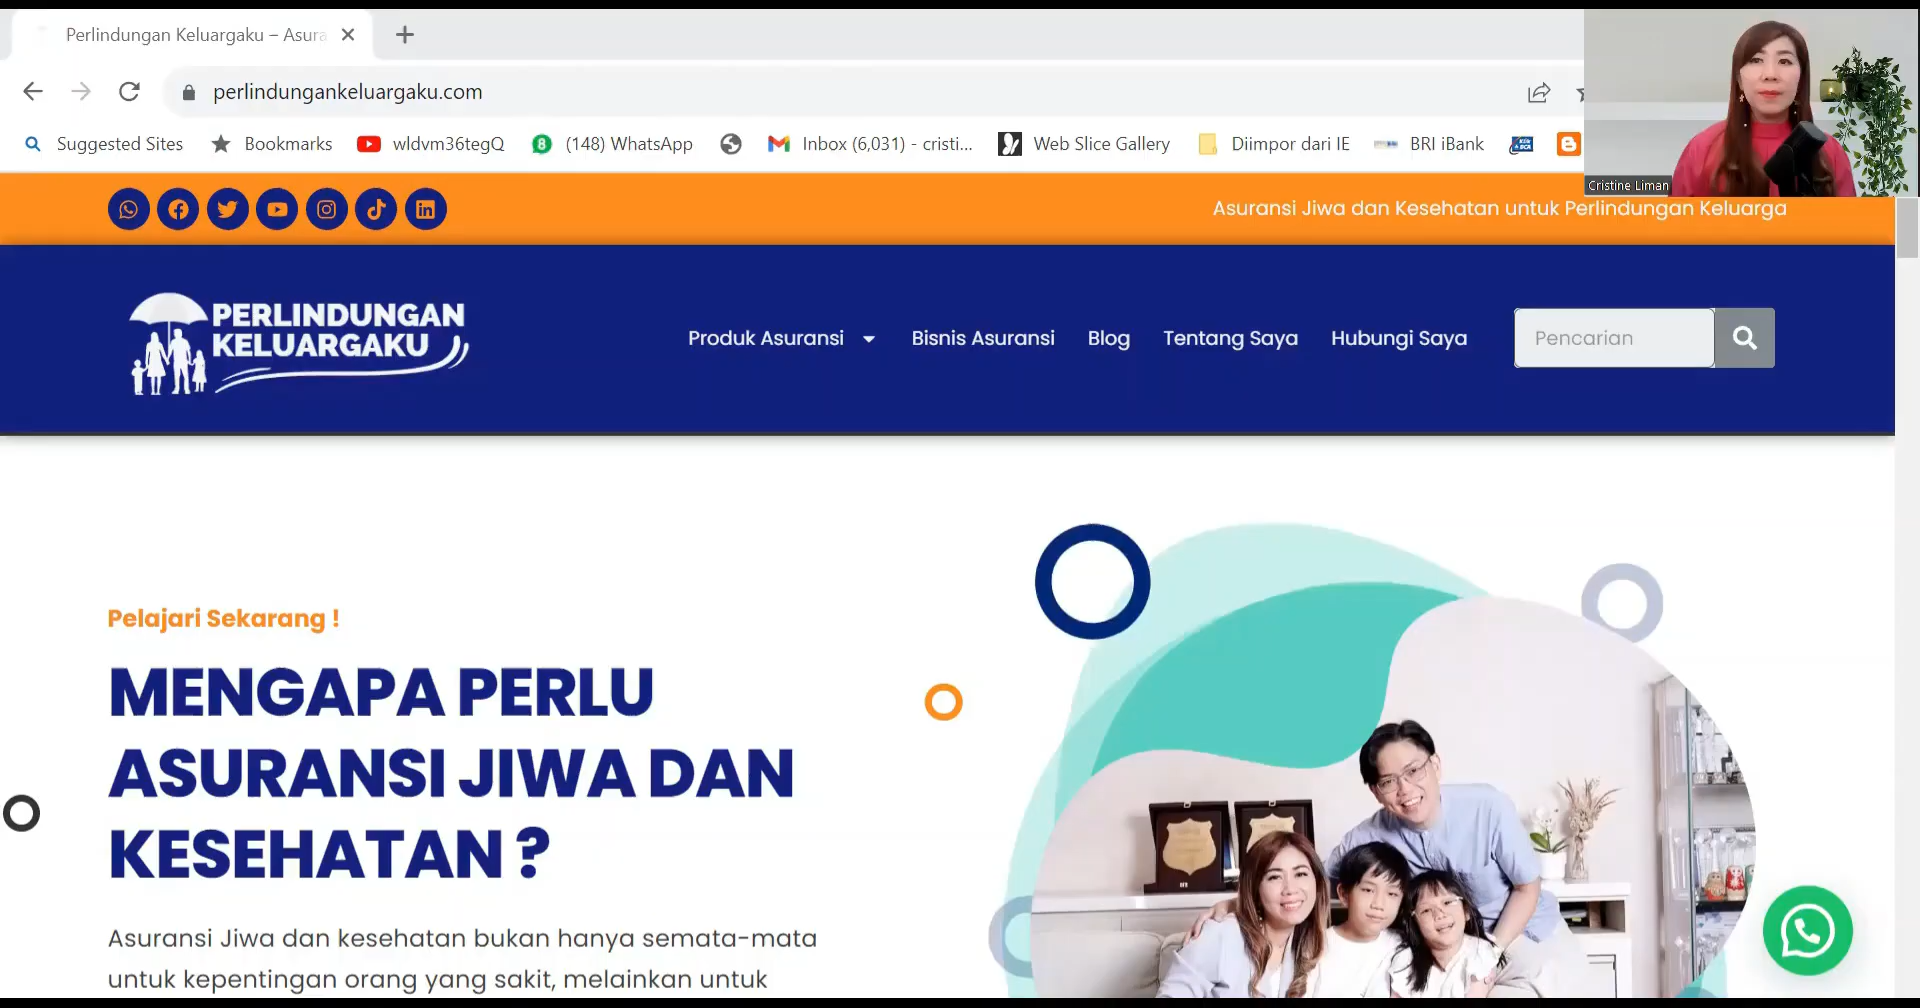 Perlindungan Keluargaku – Asura
perlindungankeluargaku.com
Suggested Sites
Bookmarks
wldvm36tegQ
8
(148) WhatsApp
Inbox (6,031) - cristi...
Web Slice Gallery
Diimpor dari IE
BRI iBank
Cristine Liman
Asuransi Jiwa dan Kesehatan untuk Perlindungan Keluarga
PERLINDUNGAN
KELUARGAKU
Produk Asuransi
Bisnis Asuransi
Blog
Tentang Saya
Hubungi Saya
Pencarian
Pelajari Sekarang !
MENGAPA PERLU
ASURANSI JIWA DAN
KESEHATAN ?
Asuransi Jiwa dan kesehatan bukan hanya semata-mata
untuk kepentingan orang yang sakit, melainkan untuk